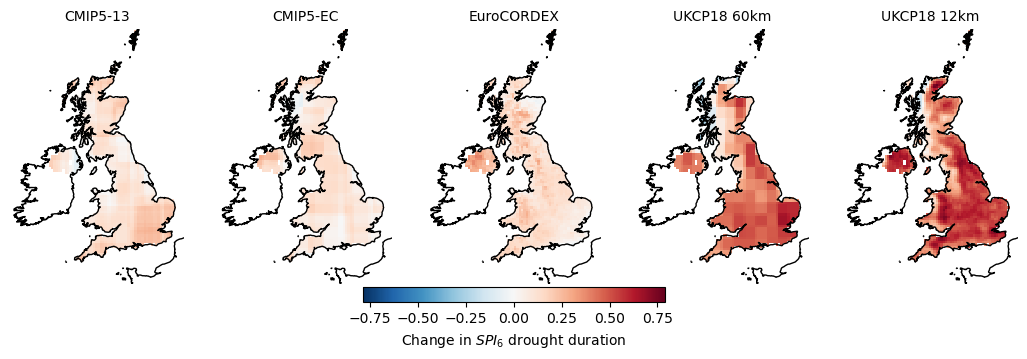 CMIP5-13 CMIP5-EC EuroCORDEX UKCP18 60km UKCP18 12km
−0.75 −0.50 −0.25 0.00 0.25 0.50 0.75
Change in SPI₆ drought duration